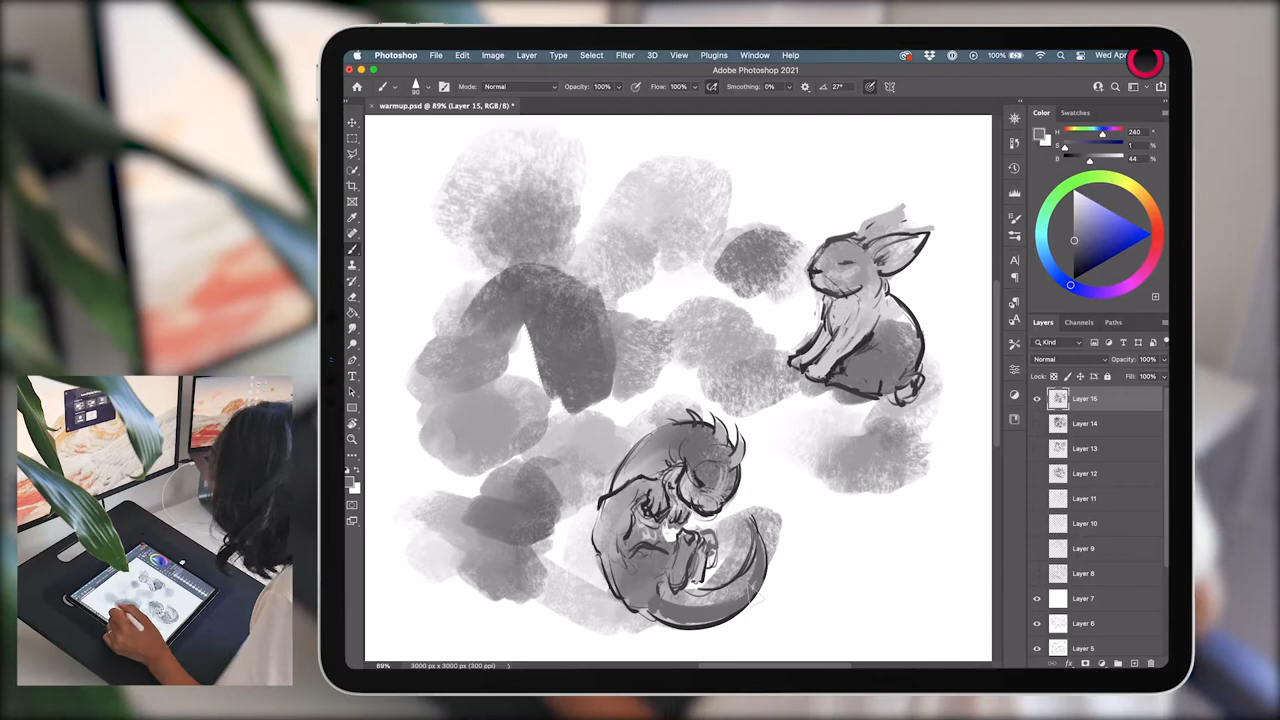 Photoshop File Edit Image Layer Type Select Filter 3D View Plugins Window Help 100% Wed Apr
Adobe Photoshop 2021
90 Mode: Normal Opacity: 100% Flow: 100% Smoothing: 0% 27°
× warmup.psd @ 89% (Layer 15, RGB/8) *
Color Swatches
H 240 °
S 1 %
B 44 %
Layers Channels Paths
Kind
Normal Opacity: 100%
Lock: Fill: 100%
Layer 15
Layer 14
Layer 13
Layer 12
Layer 11
Layer 10
Layer 9
Layer 8
Layer 7
Layer 6
Layer 5
89% 3000 px x 3000 px (300 ppi)